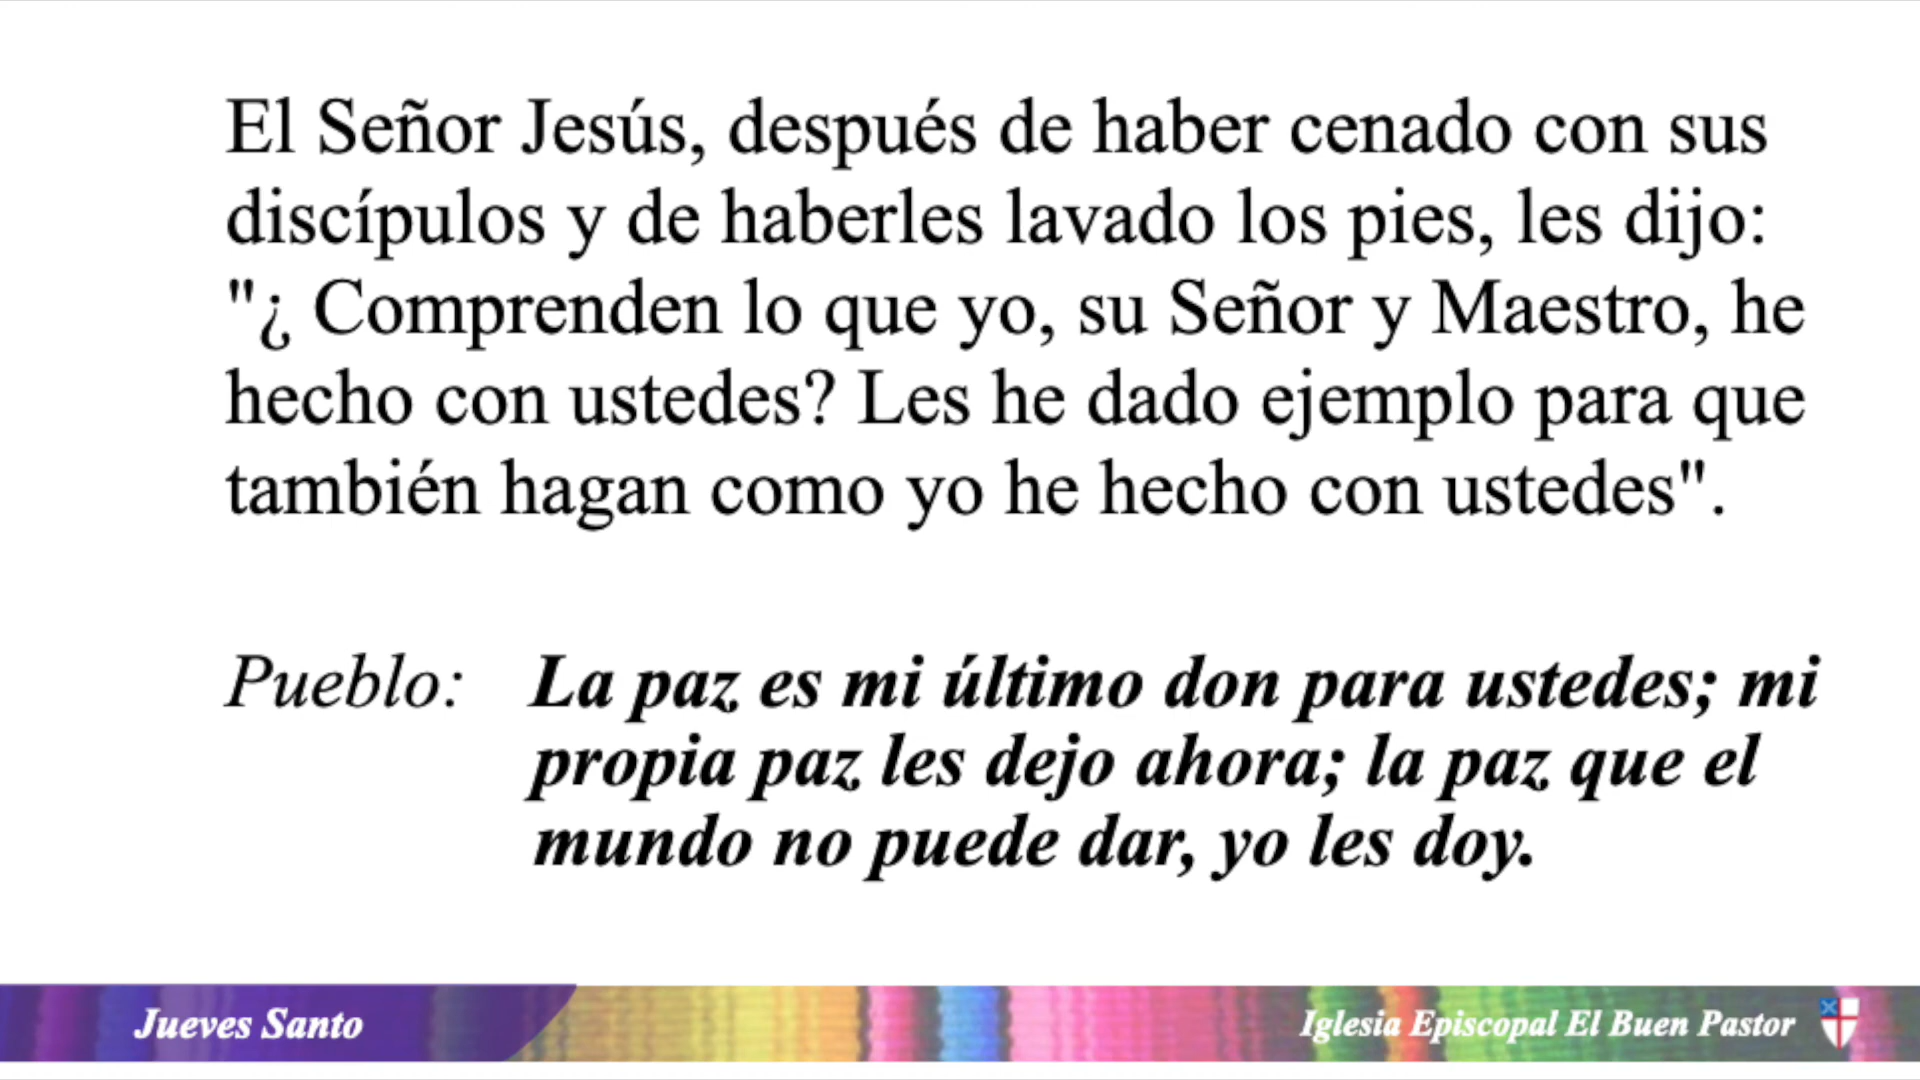 El Señor Jesús, después de haber cenado con sus
discípulos y de haberles lavado los pies, les dijo:
"¿ Comprenden lo que yo, su Señor y Maestro, he
hecho con ustedes? Les he dado ejemplo para que
también hagan como yo he hecho con ustedes".
Pueblo: La paz es mi último don para ustedes; mi
propia paz les dejo ahora; la paz que el
mundo no puede dar, yo les doy.
Jueves Santo
Iglesia Episcopal El Buen Pastor